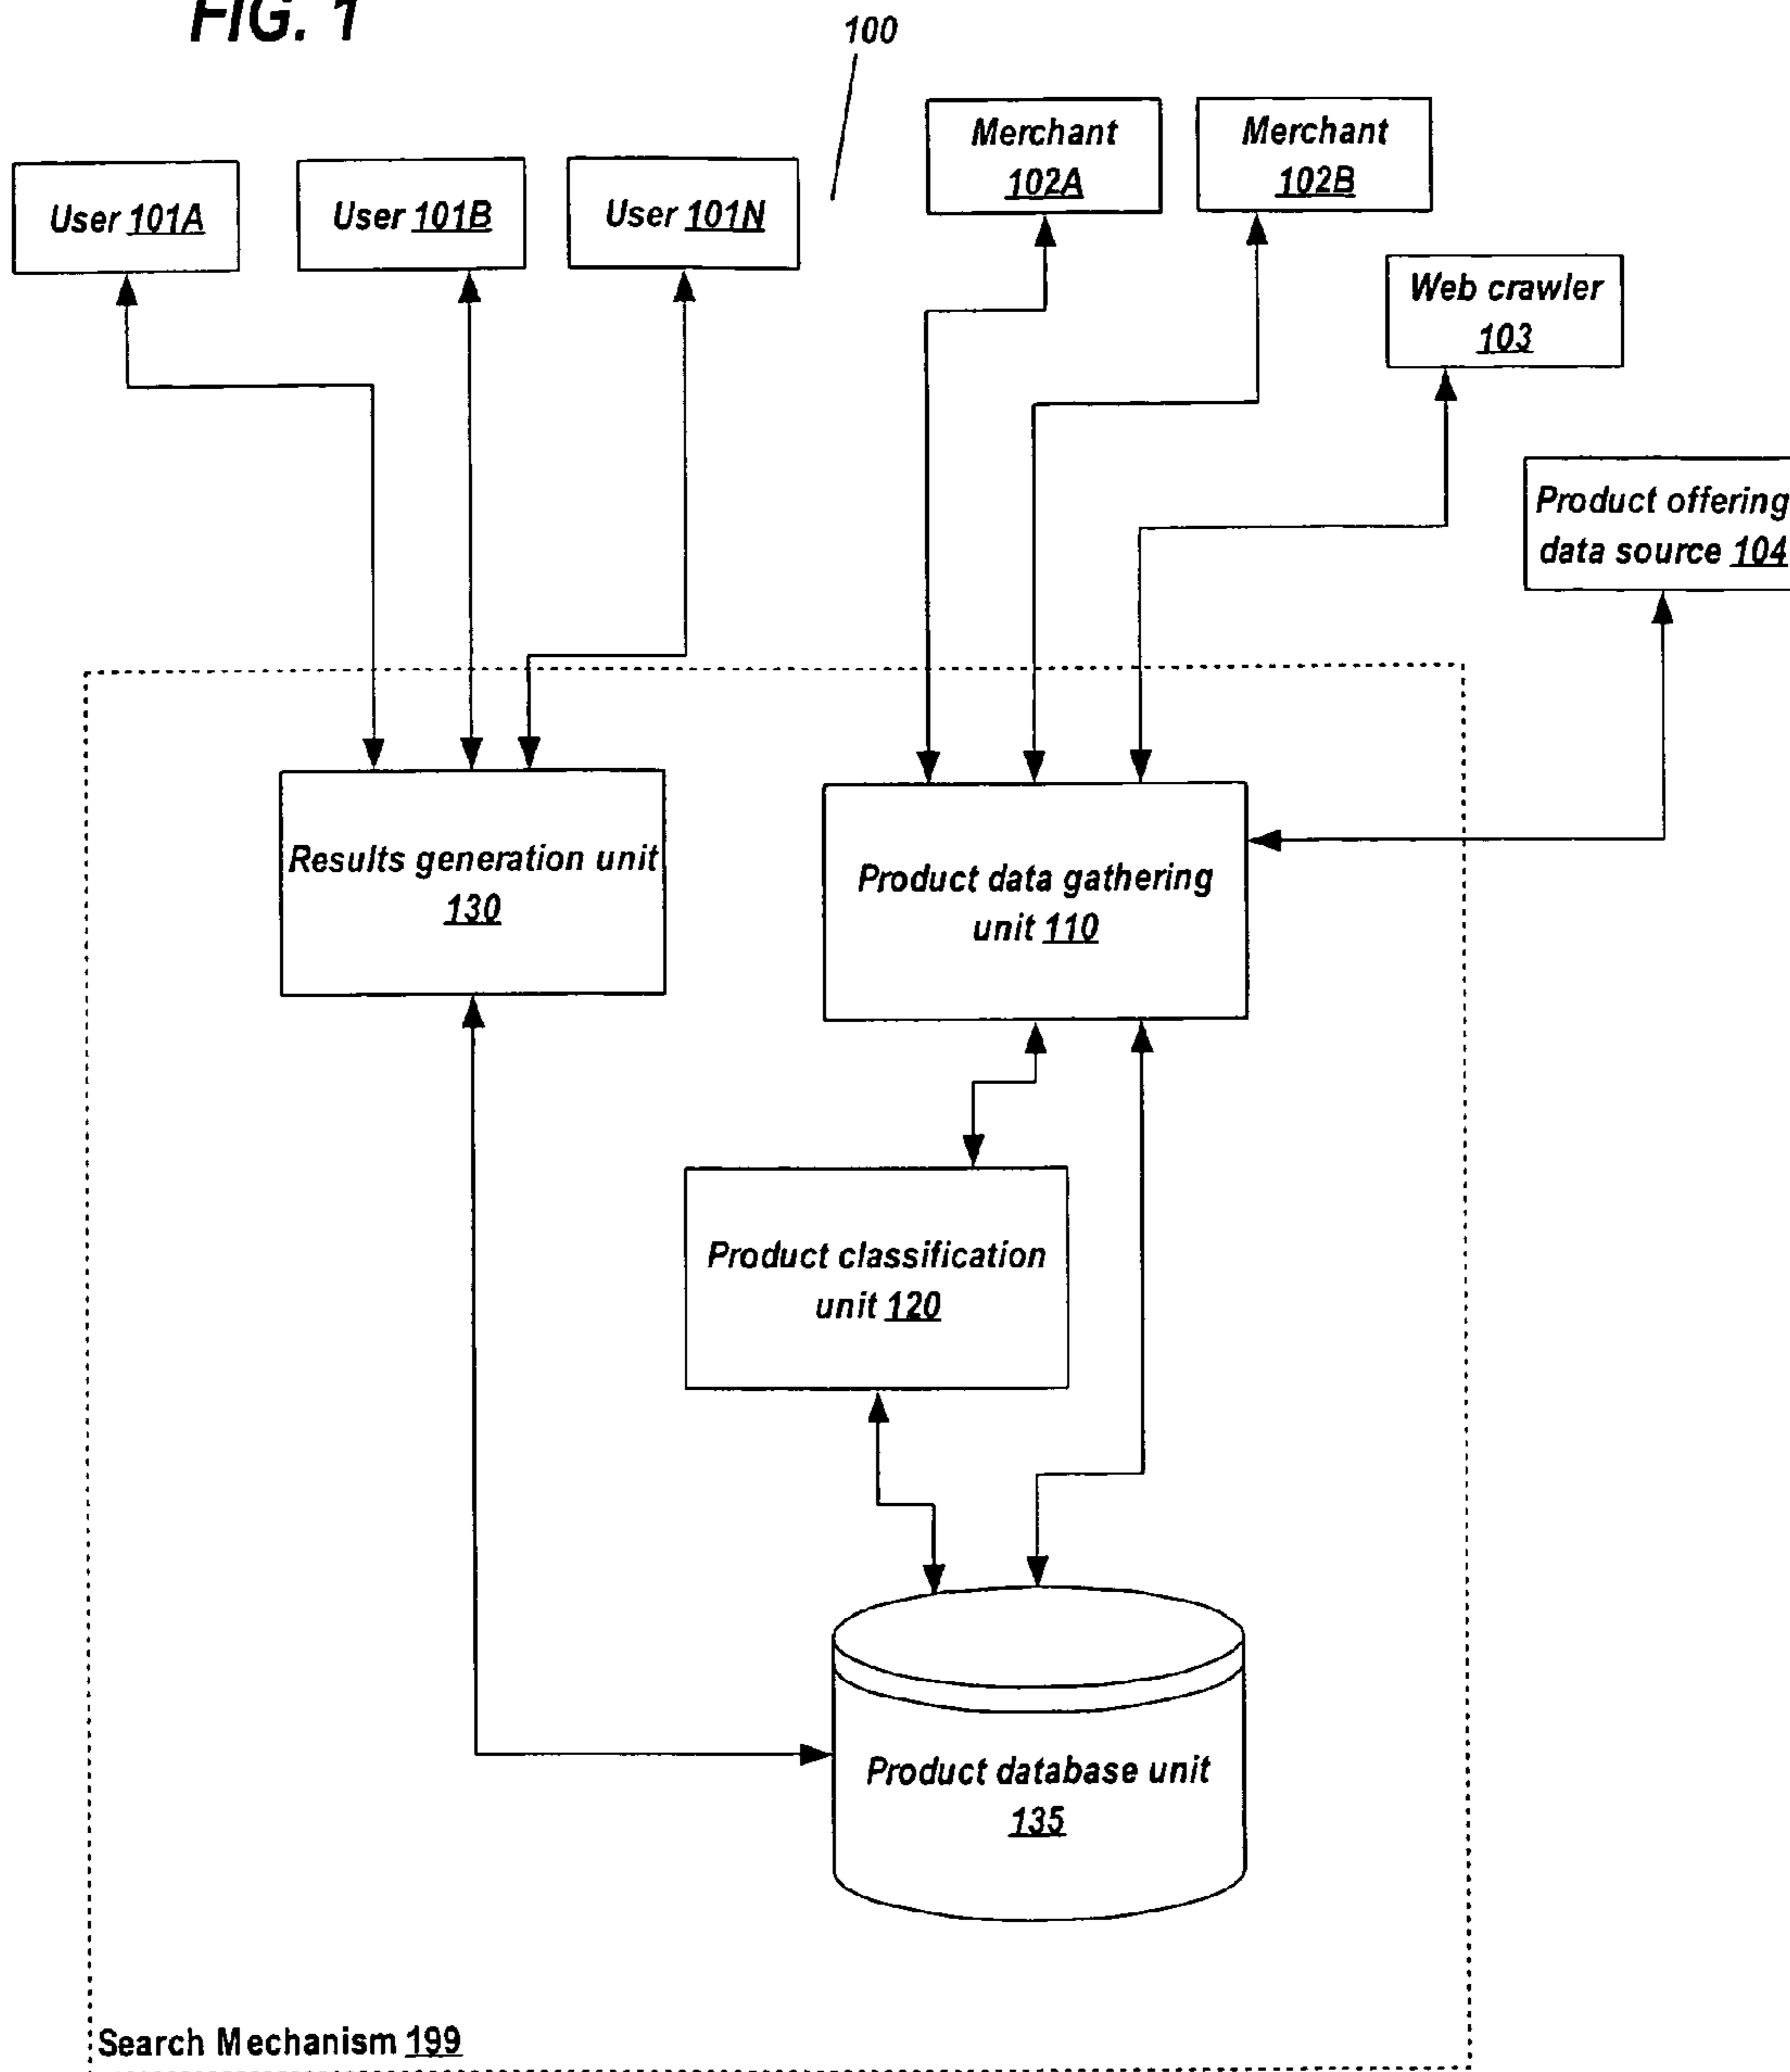 FIG. 1
100
Merchant
102A
Merchant
102B
User 101A
User 101B
User 101N
Web crawler
103
Product offering
data source 104
Results generation unit
130
Product data gathering
unit 110
Product classification
unit 120
Product database unit
135
Search Mechanism 199